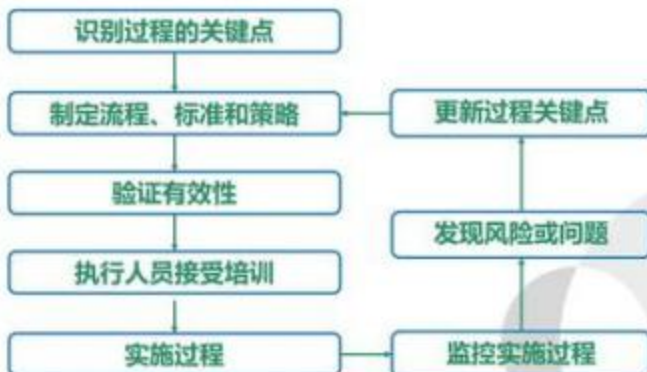 识别过程的关键点
制定流程、标准和策略
更新过程关键点
验证有效性
发现风险或问题
执行人员接受培训
实施过程
监控实施过程